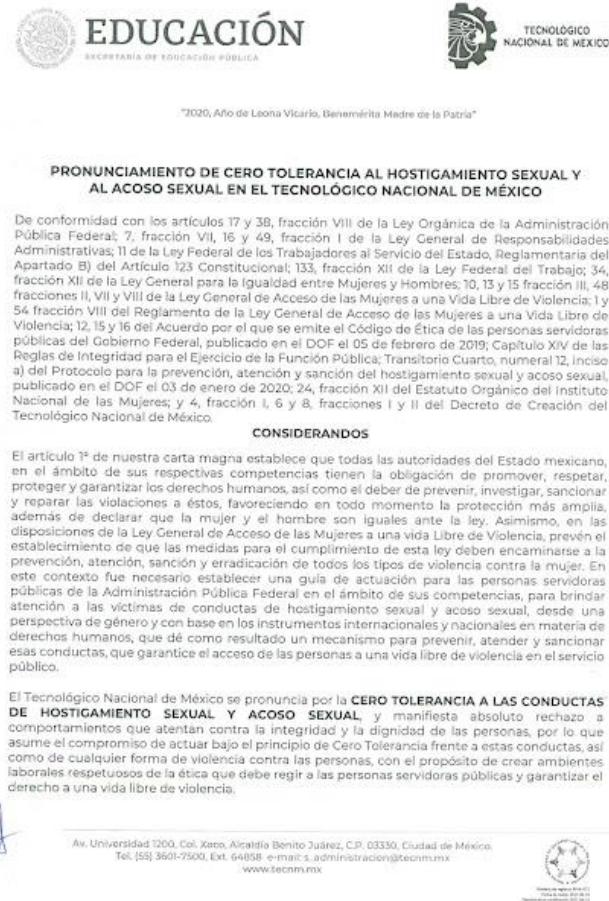 EDUCACIÓN
SECRETARÍA DE EDUCACIÓN PÚBLICA
TECNOLÓGICO
NACIONAL DE MÉXICO
"2020, Año de Leona Vicario, Benemérita Madre de la Patria"
PRONUNCIAMIENTO DE CERO TOLERANCIA AL HOSTIGAMIENTO SEXUAL Y
AL ACOSO SEXUAL EN EL TECNOLÓGICO NACIONAL DE MÉXICO
De conformidad con los artículos 17 y 38, fracción VIII de la Ley Orgánica de la Administración
Pública Federal; 7, fracción VII, 16 y 49, fracción I de la Ley General de Responsabilidades
Administrativas; 11 de la Ley Federal de los Trabajadores al Servicio del Estado, Reglamentaria del
Apartado B) del Artículo 123 Constitucional; 133, fracción XII de la Ley Federal del Trabajo; 34,
fracción XII de la Ley General para la Igualdad entre Mujeres y Hombres; 10, 13 y 15 fracción III, 48
fracciones II, VII y VIII de la Ley General de Acceso de las Mujeres a una Vida Libre de Violencia; 1 y
54 fracción VIII del Reglamento de la Ley General de Acceso de las Mujeres a una Vida Libre de
Violencia; 12, 15 y 16 del Acuerdo por el que se emite el Código de Ética de las personas servidoras
públicas del Gobierno Federal, publicado en el DOF el 05 de febrero de 2019; Capítulo XIV de las
Reglas de Integridad para el Ejercicio de la Función Pública; Transitorio Cuarto, numeral 12, inciso
a) del Protocolo para la prevención, atención y sanción del hostigamiento sexual y acoso sexual,
publicado en el DOF el 03 de enero de 2020; 24, fracción XII del Estatuto Orgánico del Instituto
Nacional de las Mujeres; y 4, fracción I, 6 y 8, fracciones I y II del Decreto de Creación del
Tecnológico Nacional de México.
CONSIDERANDOS
El artículo 1º de nuestra carta magna establece que todas las autoridades del Estado mexicano,
en el ámbito de sus respectivas competencias tienen la obligación de promover, respetar,
proteger y garantizar los derechos humanos, así como el deber de prevenir, investigar, sancionar
y reparar las violaciones a éstos, favoreciendo en todo momento la protección más amplia,
además de declarar que la mujer y el hombre son iguales ante la ley. Asimismo, en las
disposiciones de la Ley General de Acceso de las Mujeres a una vida Libre de Violencia, prevén el
establecimiento de que las medidas para el cumplimiento de esta ley deben encaminarse a la
prevención, atención, sanción y erradicación de todos los tipos de violencia contra la mujer. En
este contexto fue necesario establecer una guía de actuación para las personas servidoras
públicas de la Administración Pública Federal en el ámbito de sus competencias, para brindar
atención a las víctimas de conductas de hostigamiento sexual y acoso sexual, desde una
perspectiva de género y con base en los instrumentos internacionales y nacionales en materia de
derechos humanos, que dé como resultado un mecanismo para prevenir, atender y sancionar
esas conductas, que garantice el acceso de las personas a una vida libre de violencia en el servicio
público.
El Tecnológico Nacional de México se pronuncia por la CERO TOLERANCIA A LAS CONDUCTAS
DE HOSTIGAMIENTO SEXUAL Y ACOSO SEXUAL, y manifiesta absoluto rechazo a
comportamientos que atentan contra la integridad y la dignidad de las personas, por lo que
asume el compromiso de actuar bajo el principio de Cero Tolerancia frente a estas conductas, así
como de cualquier forma de violencia contra las personas, con el propósito de crear ambientes
laborales respetuosos de la ética que debe regir a las personas servidoras públicas y garantizar el
derecho a una vida libre de violencia.
Av. Universidad 1200, Col. Xoco, Alcaldía Benito Juárez, C.P. 03330, Ciudad de México.
Tel. (55) 3601-7500, Ext. 64858 e-mail: s_administracion@tecnm.mx
www.tecnm.mx